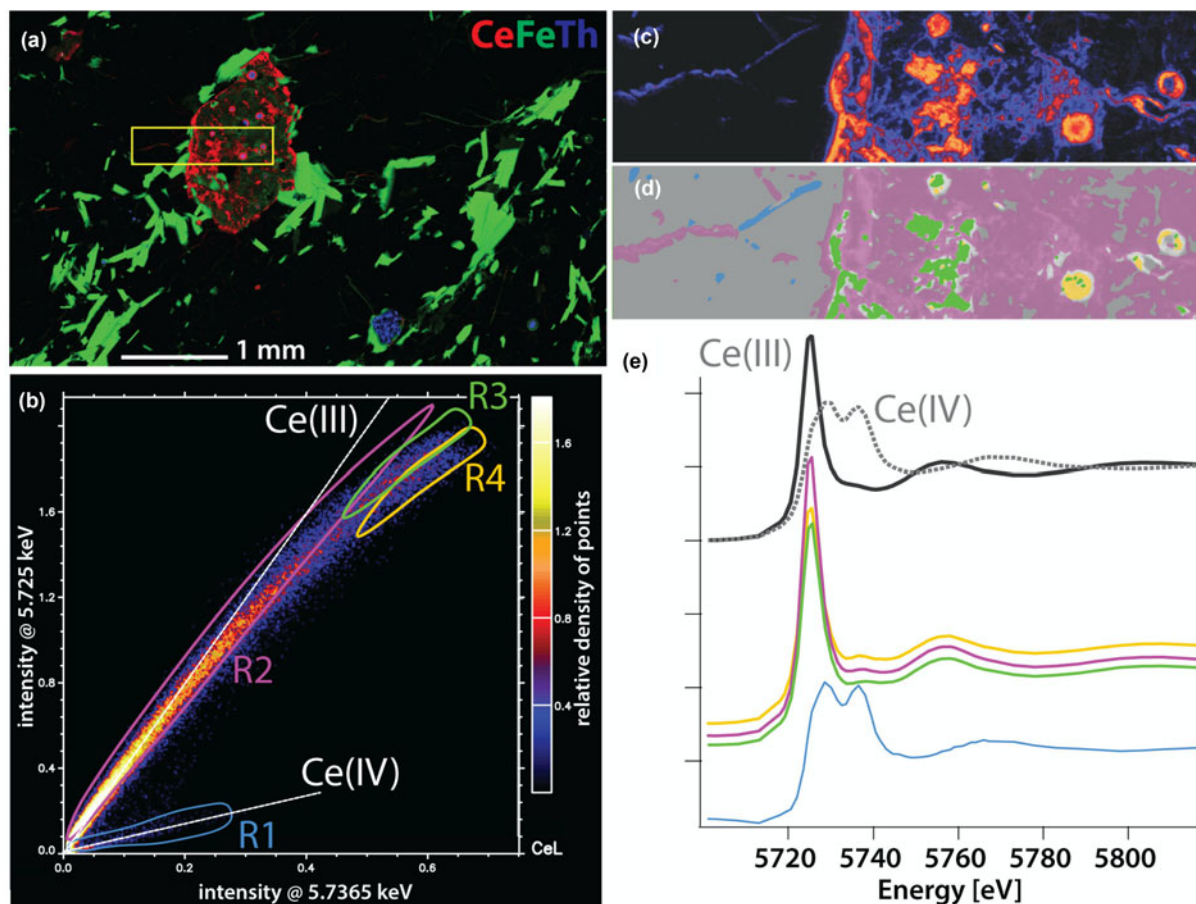 (a)
CeFeTh
1 mm
(b)
Ce(III)
R3
R4
R2
Ce(IV)
R1
CeL
intensity @ 5.725 keV
1.6
1.2
0.8
0.4
0.0
0.0
0.2
0.4
0.6
intensity @ 5.7365 keV
1.6
1.2
0.8
0.4
relative density of points
(c)
(d)
(e)
Ce(III)
Ce(IV)
5720
5740
5760
5780
5800
Energy [eV]